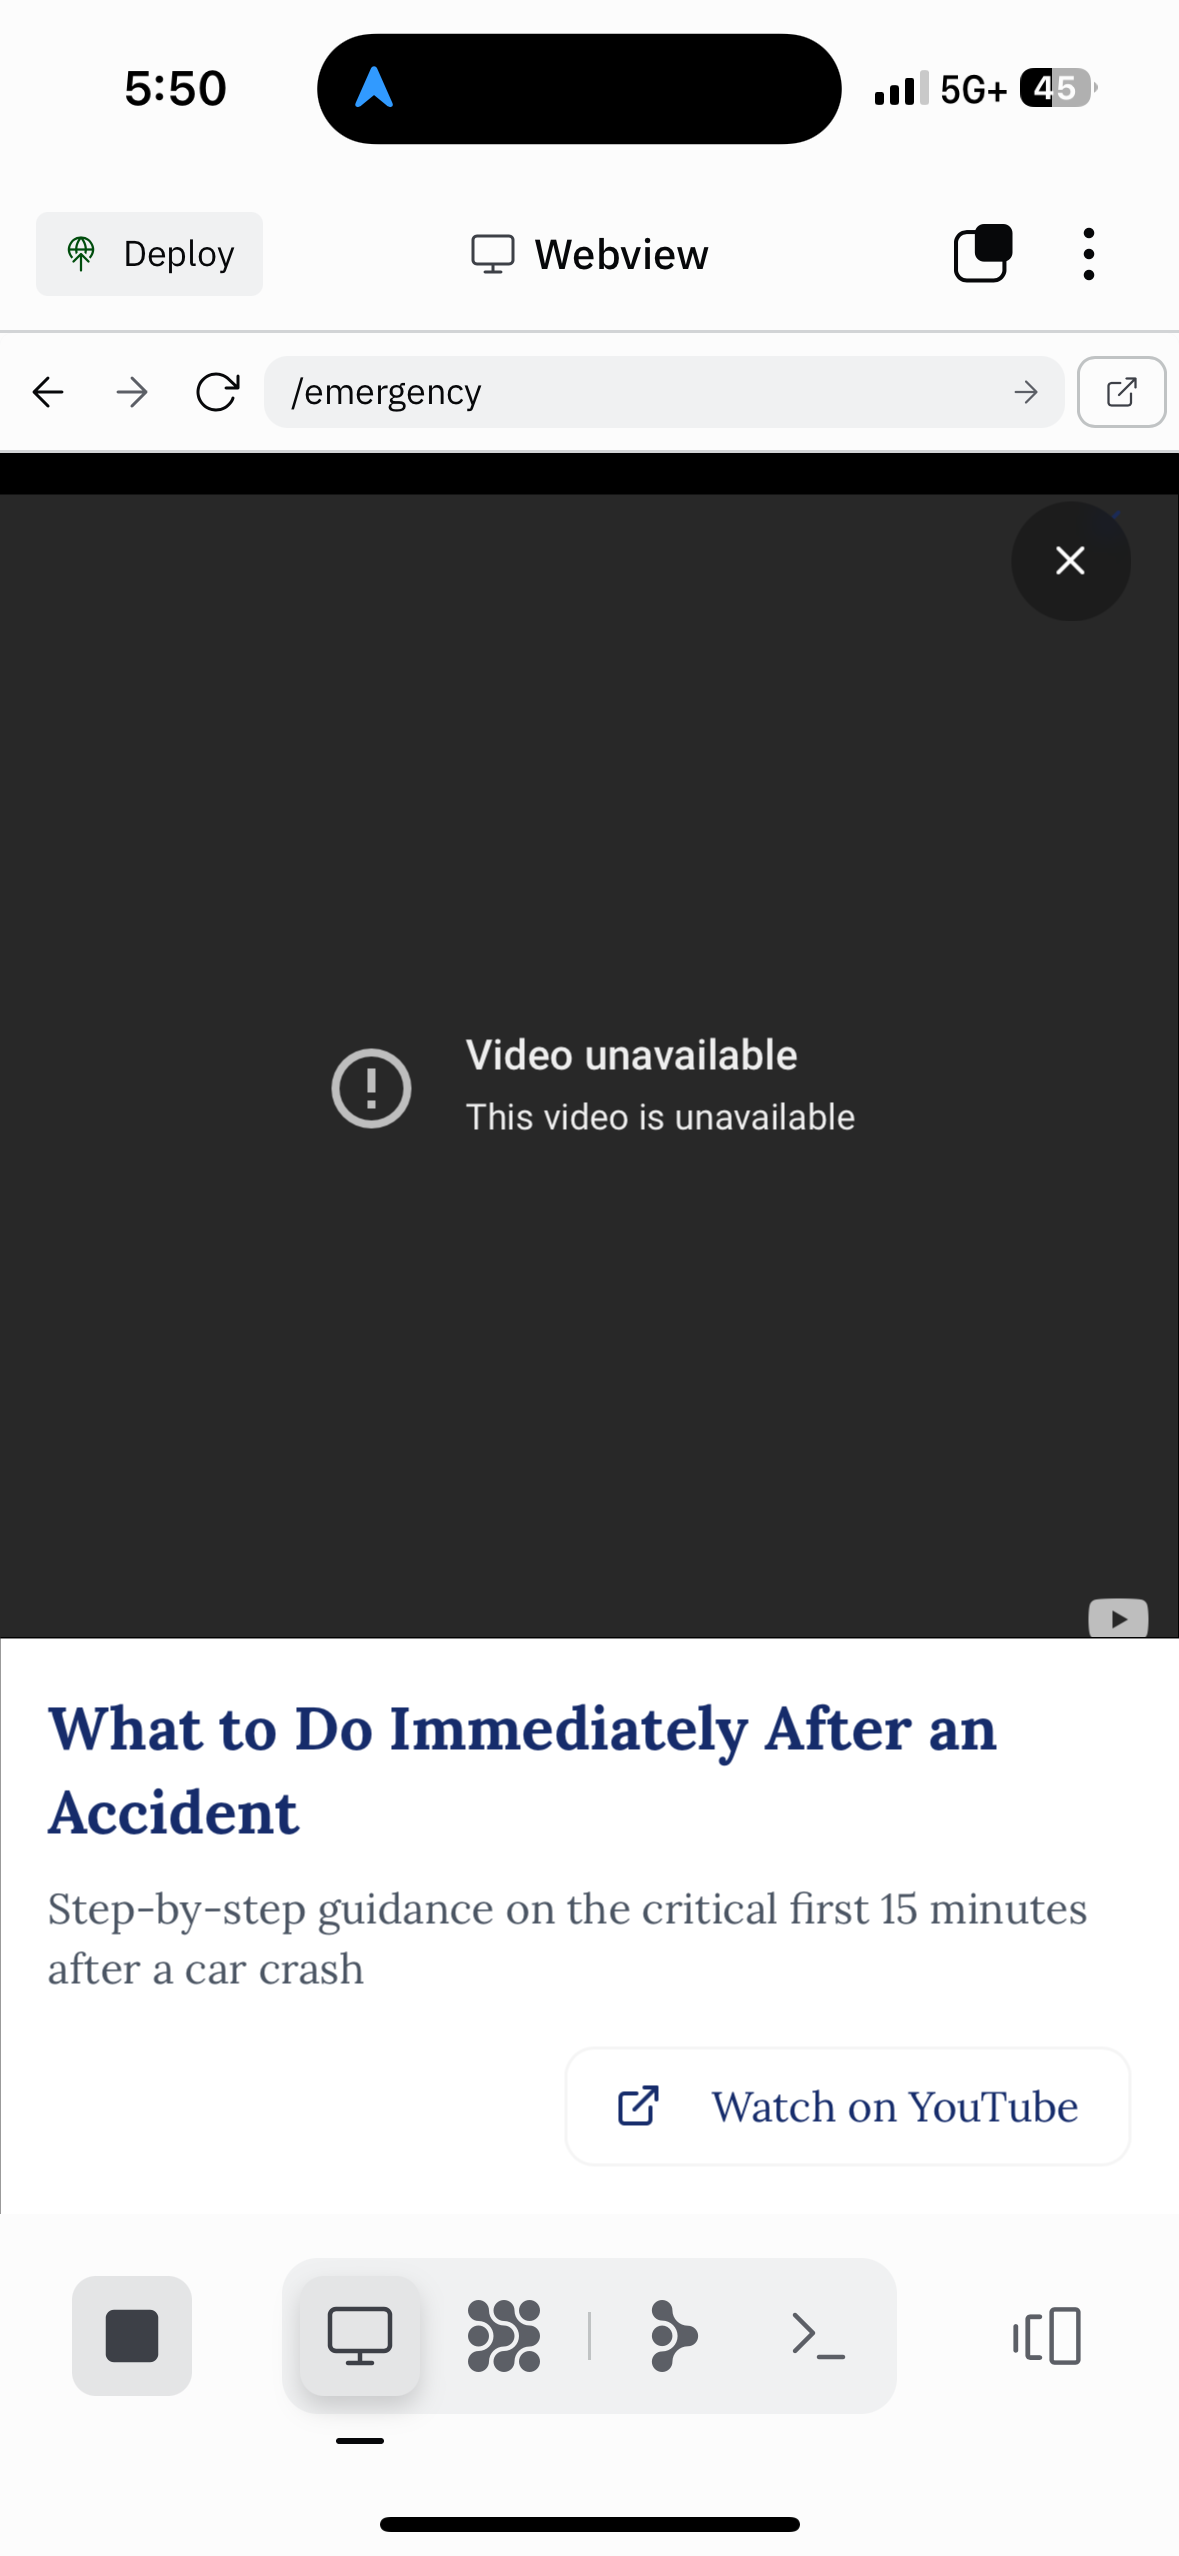 5:50
5G+
45
Deploy
Webview
/emergency
Video unavailable
This video is unavailable
What to Do Immediately After an
Accident
Step-by-step guidance on the critical first 15 minutes
after a car crash
Watch on YouTube